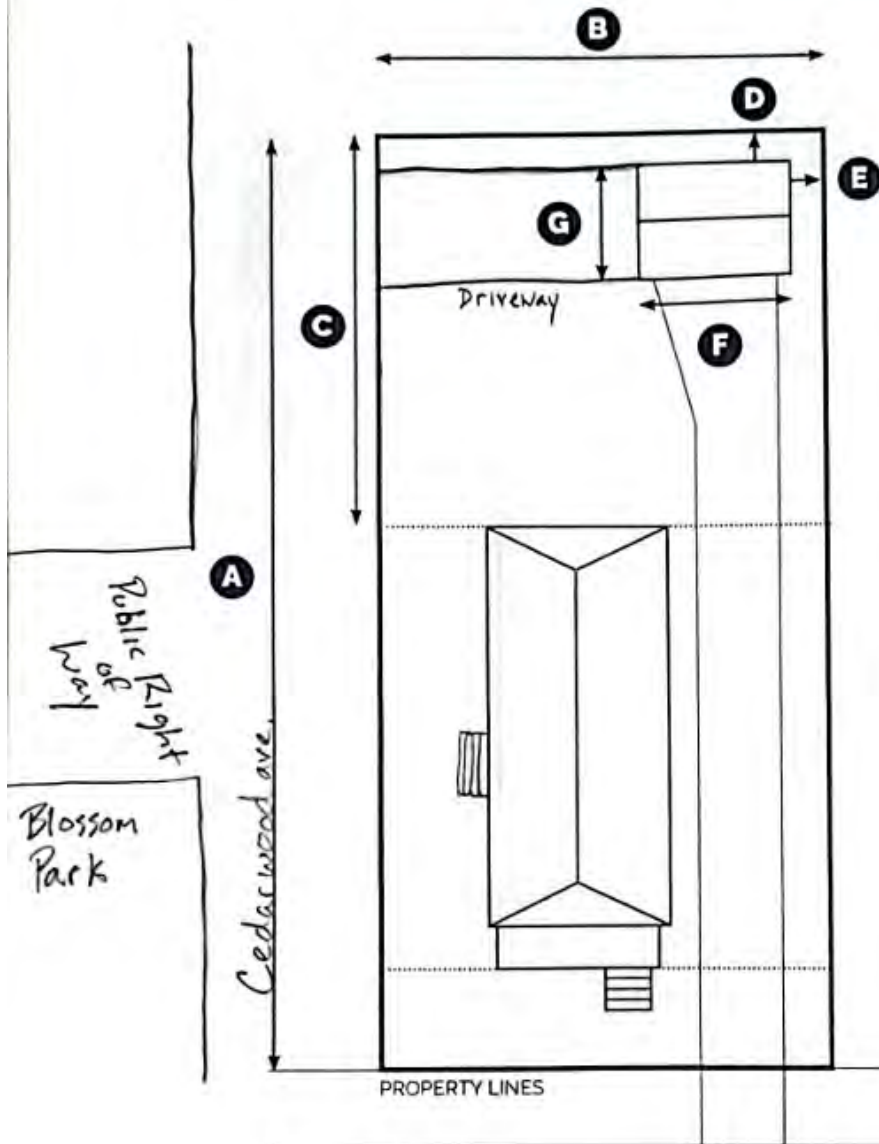 B
D
E
G
Driveway
C
F
A
Public Right
of
Way
Cedarwood ave.
Blossom
Park
PROPERTY LINES